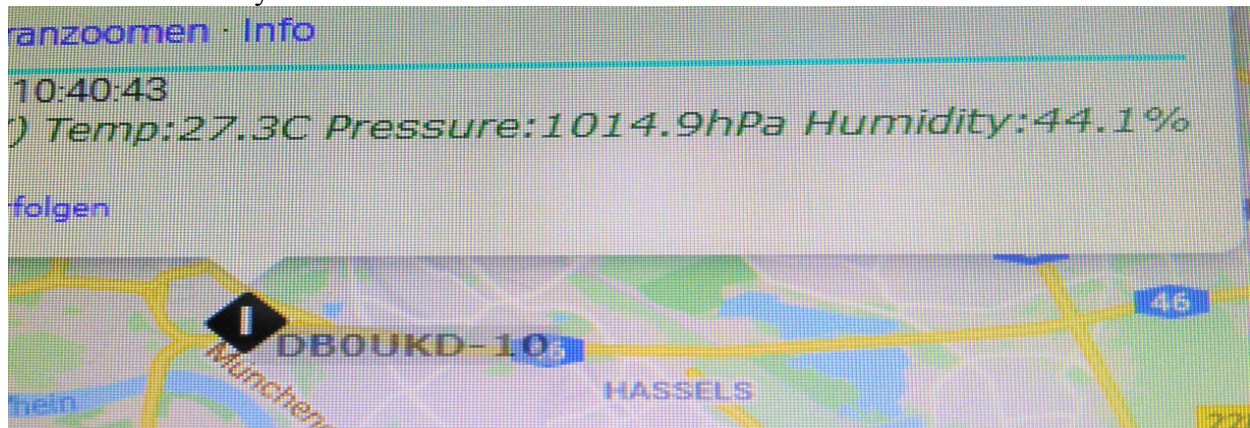 ranzoomen · Info
10:40:43
) Temp:27.3C Pressure:1014.9hPa Humidity:44.1%
folgen
46
DB0UKD-10
HASSELS
München
hein